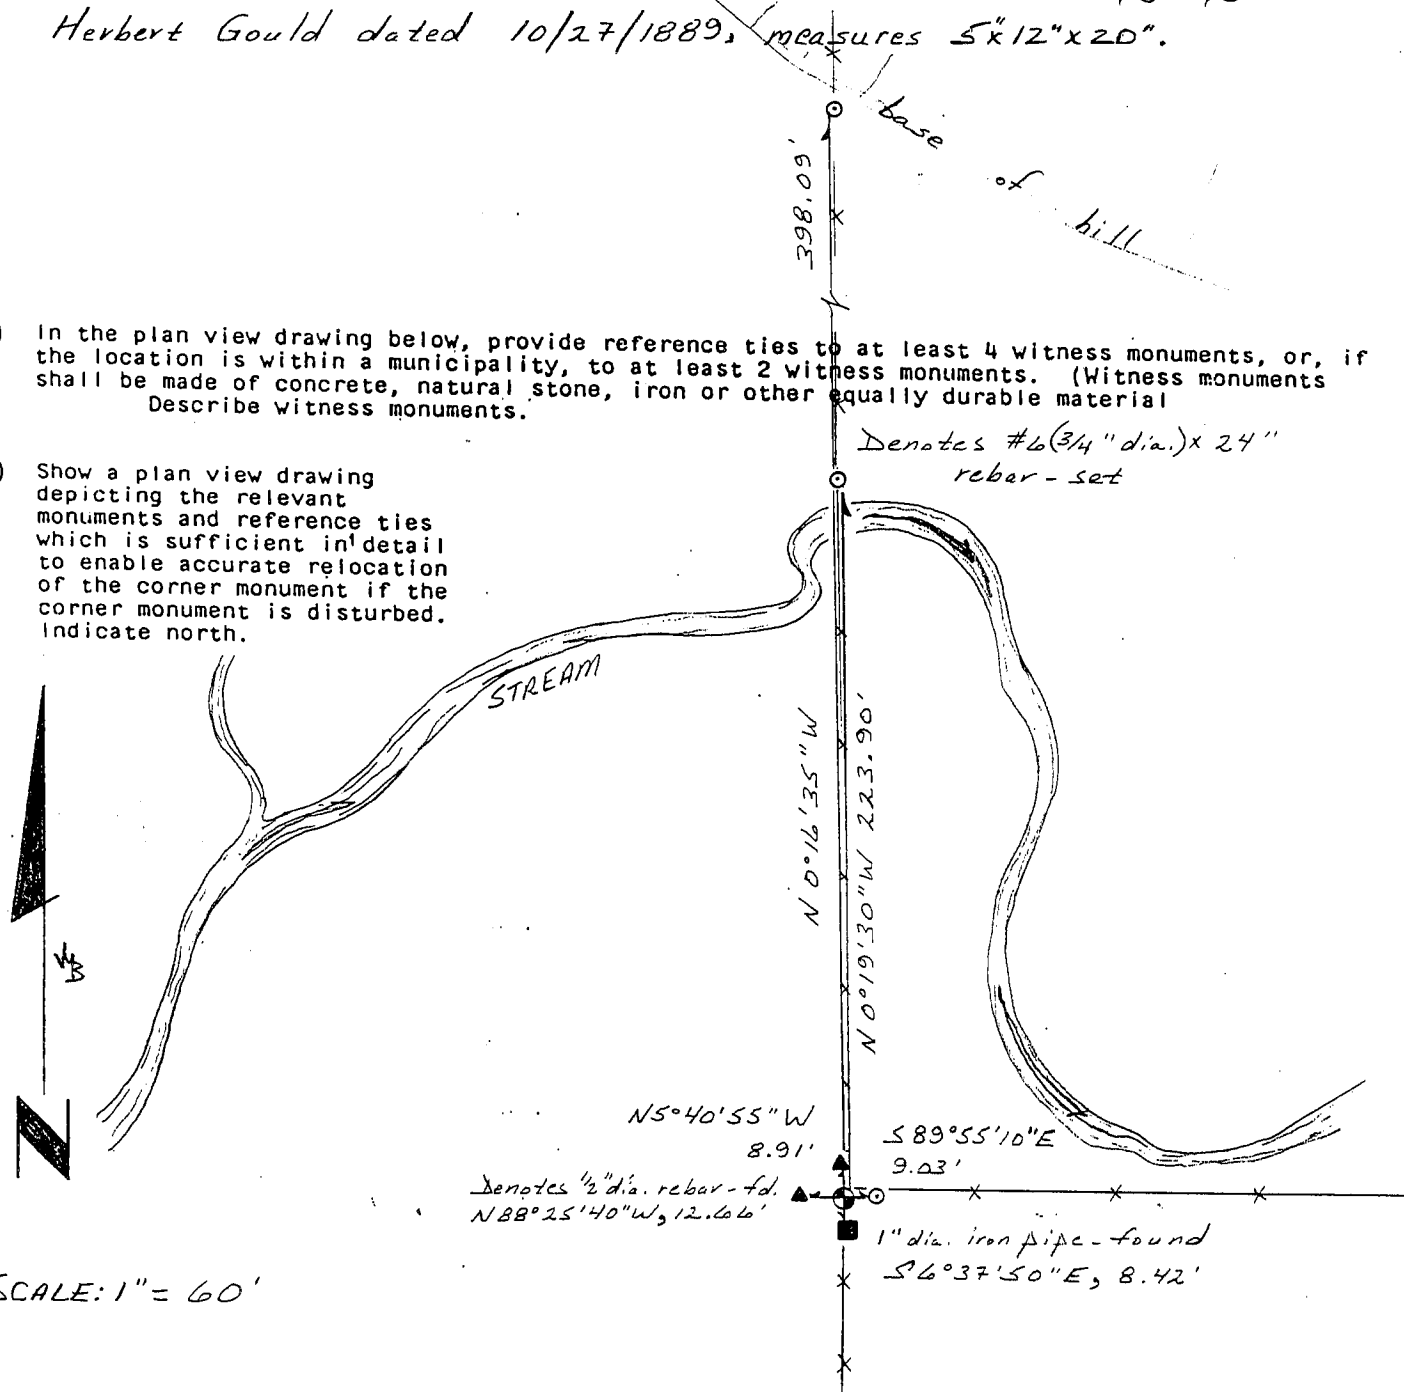 Herbert Gould dated 10/27/1889, measures 5"x12"x20".
base of hill
398.09'
In the plan view drawing below, provide reference ties to at least 4 witness monuments, or, if
the location is within a municipality, to at least 2 witness monuments. (Witness monuments
shall be made of concrete, natural stone, iron or other equally durable material
Describe witness monuments.
Denotes #6(3/4" dia.)x 24"
rebar - set
Show a plan view drawing
depicting the relevant
monuments and reference ties
which is sufficient in detail
to enable accurate relocation
of the corner monument if the
corner monument is disturbed.
Indicate north.
STREAM
N 0°16'35" W
N 0°19'30" W 223.90'
N
N5°40'55" W
8.91'
S89°55'10"E
9.03'
Denotes 1/2" dia. rebar - fd.
N88°25'40"W, 12.66'
1" dia. iron pipe - found
S6°37'50"E, 8.42'
SCALE: 1" = 60'